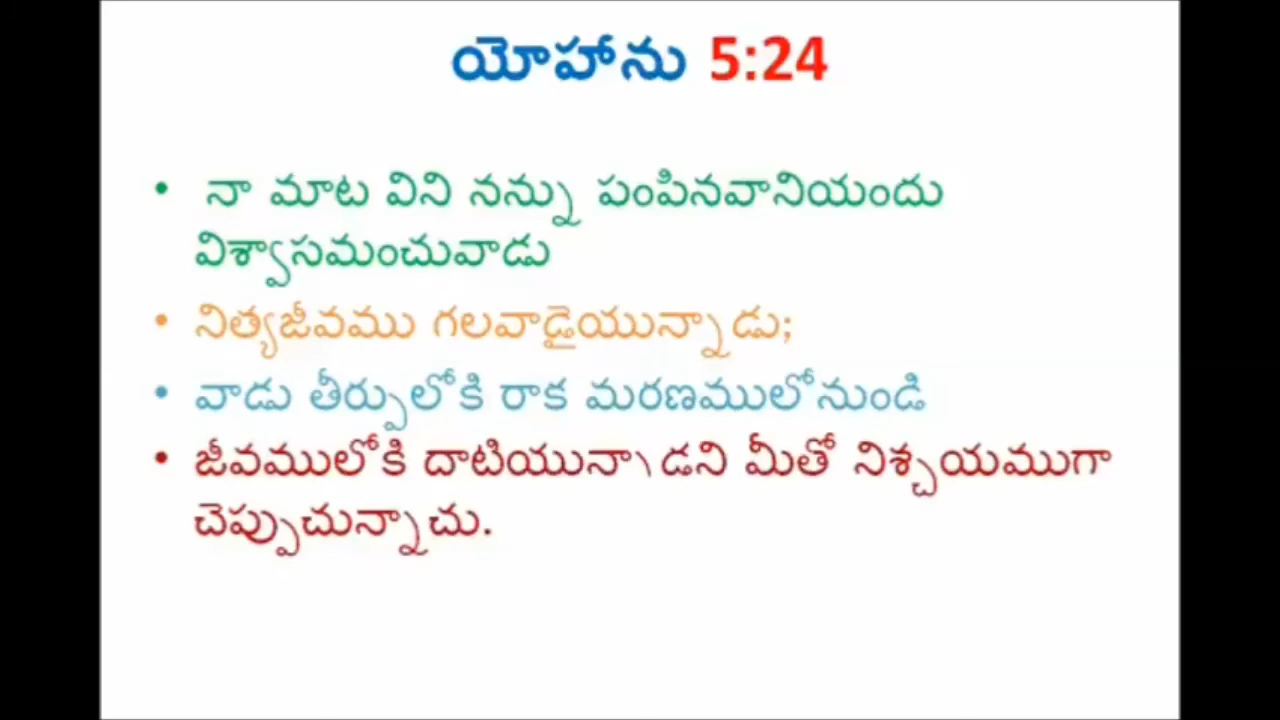 యోహాను 5:24
• నా మాట విని నన్ను పంపినవానియందు
విశ్వాసముంచువాడు
• నిత్యజీవము గలవాడైయున్నాడు;
• వాడు తీర్పులోకి రాక మరణములోనుండి
• జీవములోకి దాటియున్నాడని మీతో నిశ్చయముగా
చెప్పుచున్నాను.